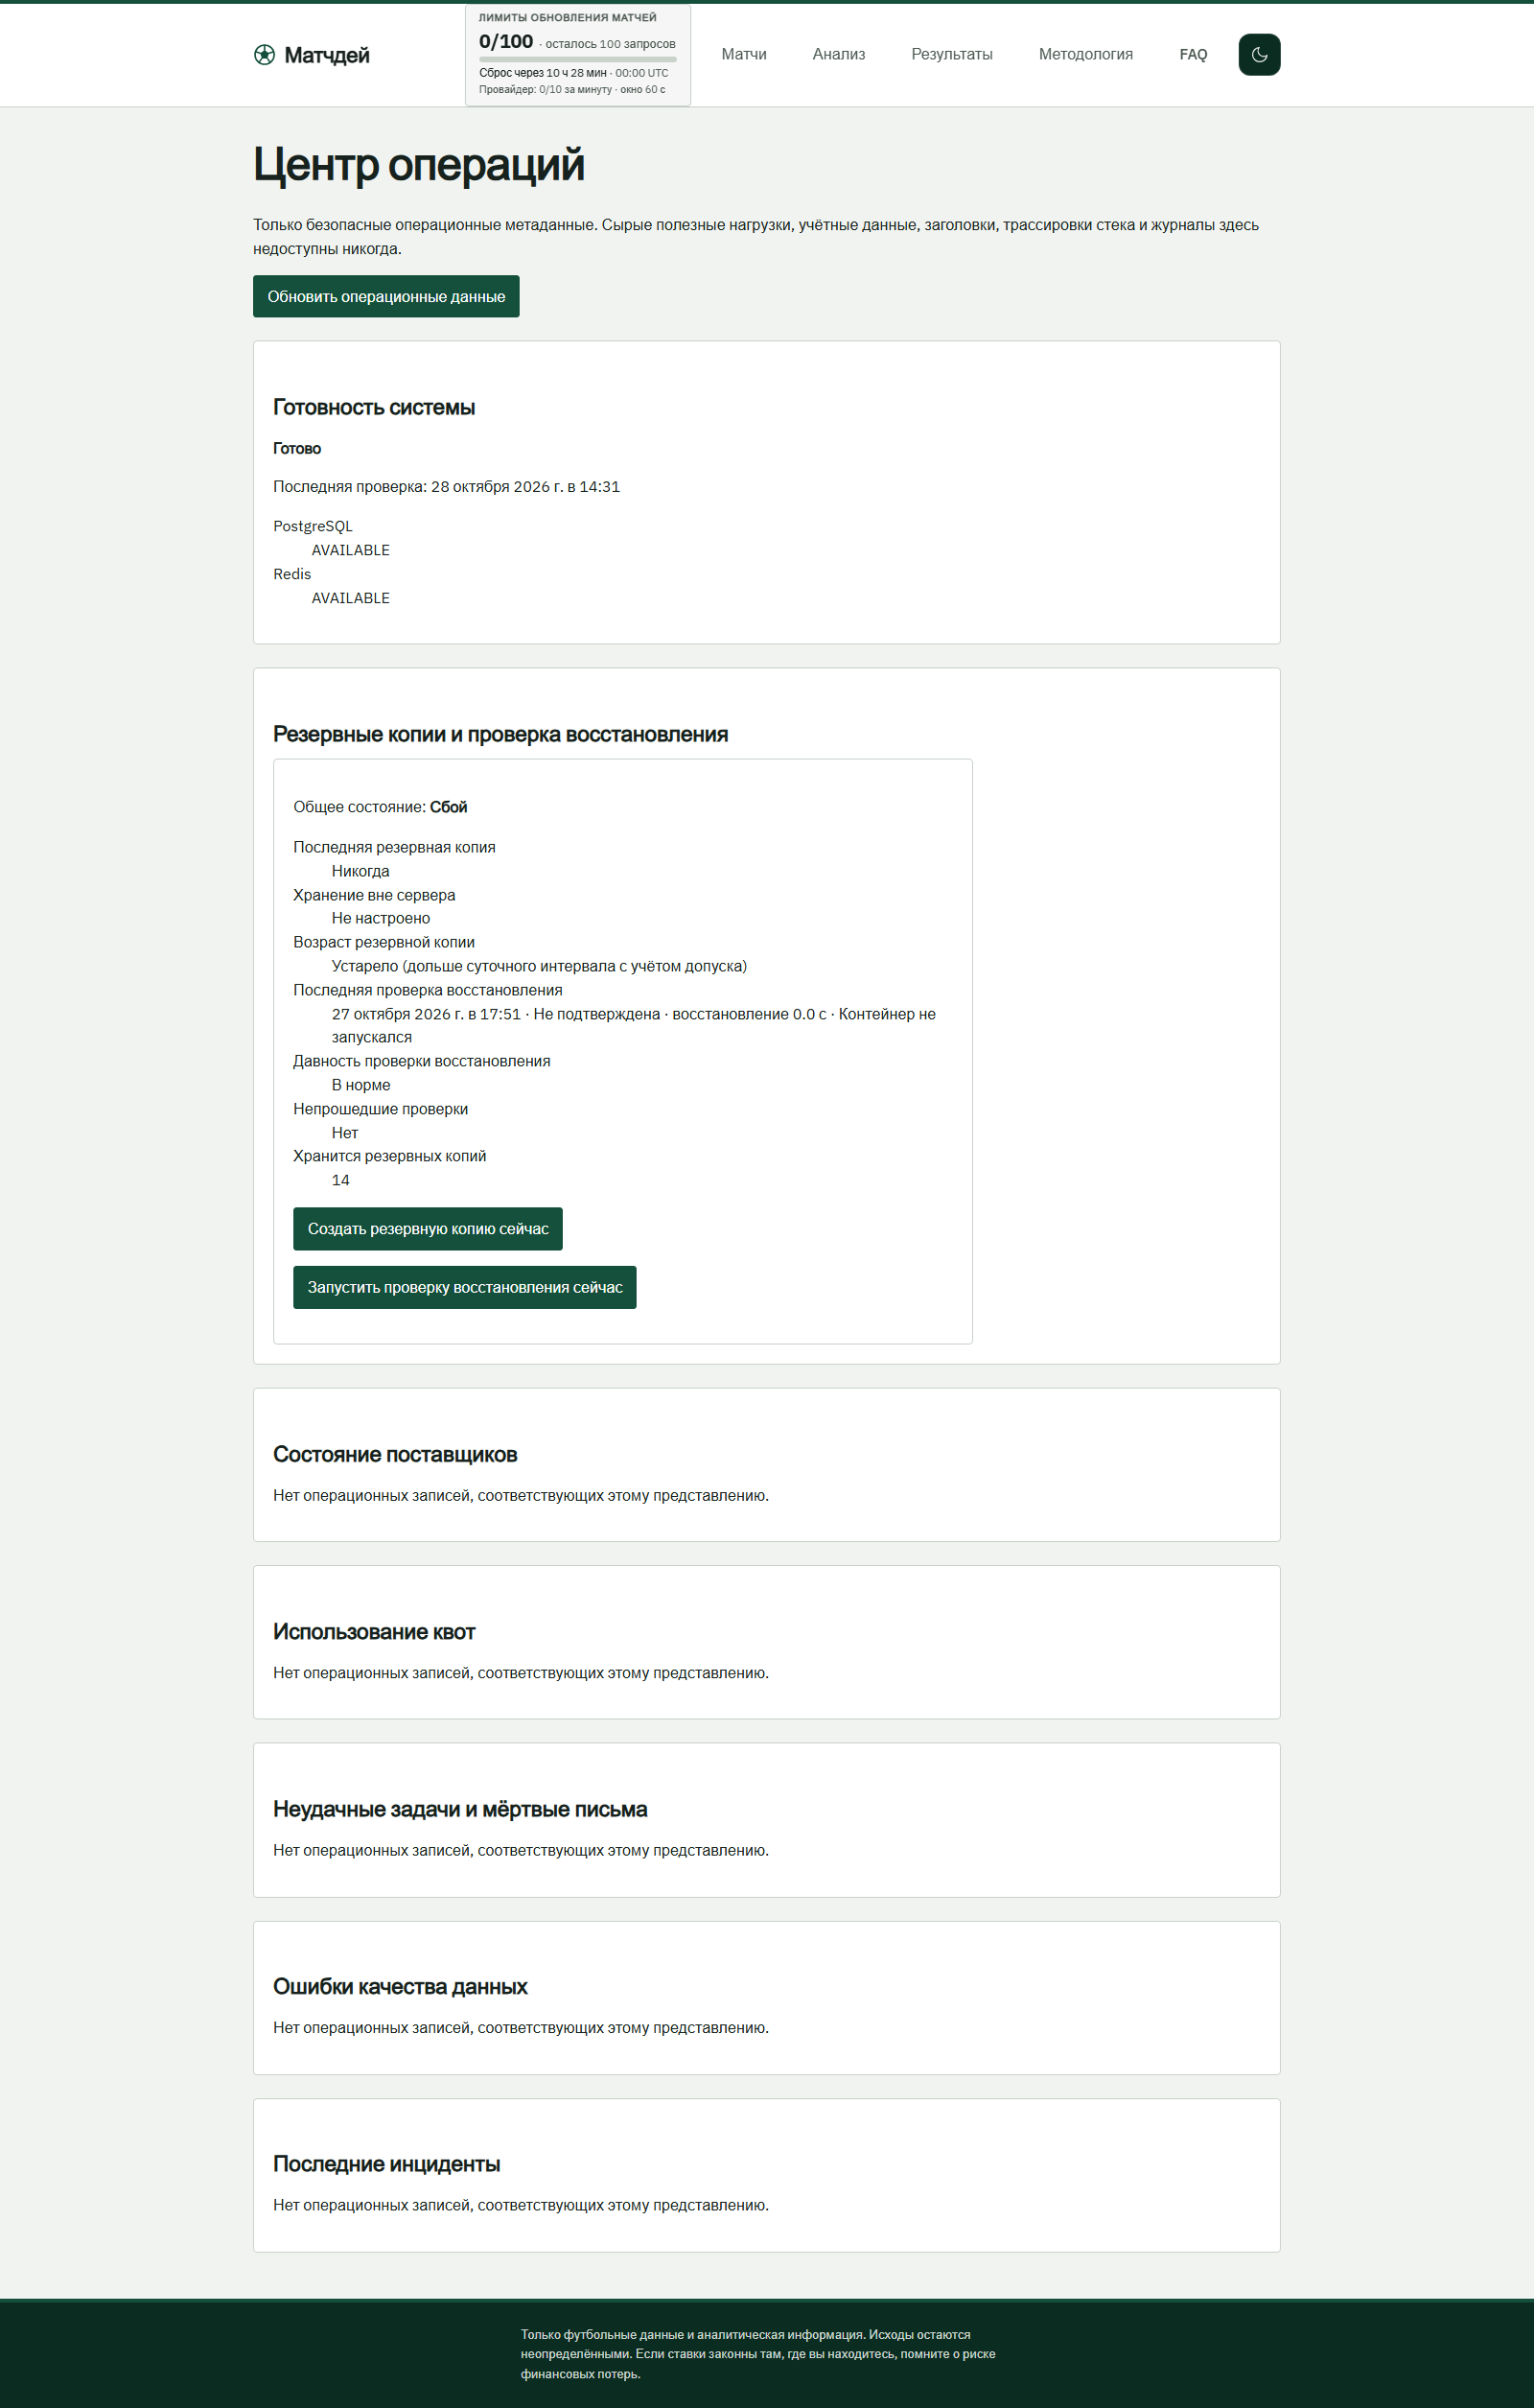 Матчдей
ЛИМИТЫ ОБНОВЛЕНИЯ МАТЧЕЙ
0/100 · осталось 100 запросов
Сброс через 10 ч 28 мин · 00:00 UTC
Провайдер: 0/10 за минуту · окно 60 с
Матчи
Анализ
Результаты
Методология
FAQ
Центр операций
Только безопасные операционные метаданные. Сырые полезные нагрузки, учётные данные, заголовки, трассировки стека и журналы здесь
недоступны никогда.
Обновить операционные данные
Готовность системы
Готово
Последняя проверка: 28 октября 2026 г. в 14:31
PostgreSQL
AVAILABLE
Redis
AVAILABLE
Резервные копии и проверка восстановления
Общее состояние: Сбой
Последняя резервная копия
Никогда
Хранение вне сервера
Не настроено
Возраст резервной копии
Устарело (дольше суточного интервала с учётом допуска)
Последняя проверка восстановления
27 октября 2026 г. в 17:51 · Не подтверждена · восстановление 0.0 с · Контейнер не
запускался
Давность проверки восстановления
В норме
Непрошедшие проверки
Нет
Хранится резервных копий
14
Создать резервную копию сейчас
Запустить проверку восстановления сейчас
Состояние поставщиков
Нет операционных записей, соответствующих этому представлению.
Использование квот
Нет операционных записей, соответствующих этому представлению.
Неудачные задачи и мёртвые письма
Нет операционных записей, соответствующих этому представлению.
Ошибки качества данных
Нет операционных записей, соответствующих этому представлению.
Последние инциденты
Нет операционных записей, соответствующих этому представлению.
Только футбольные данные и аналитическая информация. Исходы остаются
неопределёнными. Если ставки законны там, где вы находитесь, помните о риске
финансовых потерь.